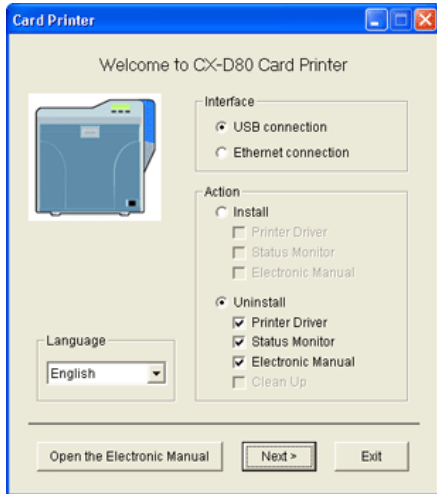 Card Printer
Welcome to CX-D80 Card Printer
Interface
USB connection
Ethernet connection
Action
Install
Printer Driver
Status Monitor
Electronic Manual
Uninstall
Printer Driver
Status Monitor
Electronic Manual
Clean Up
Language
English
Open the Electronic Manual
Next >
Exit